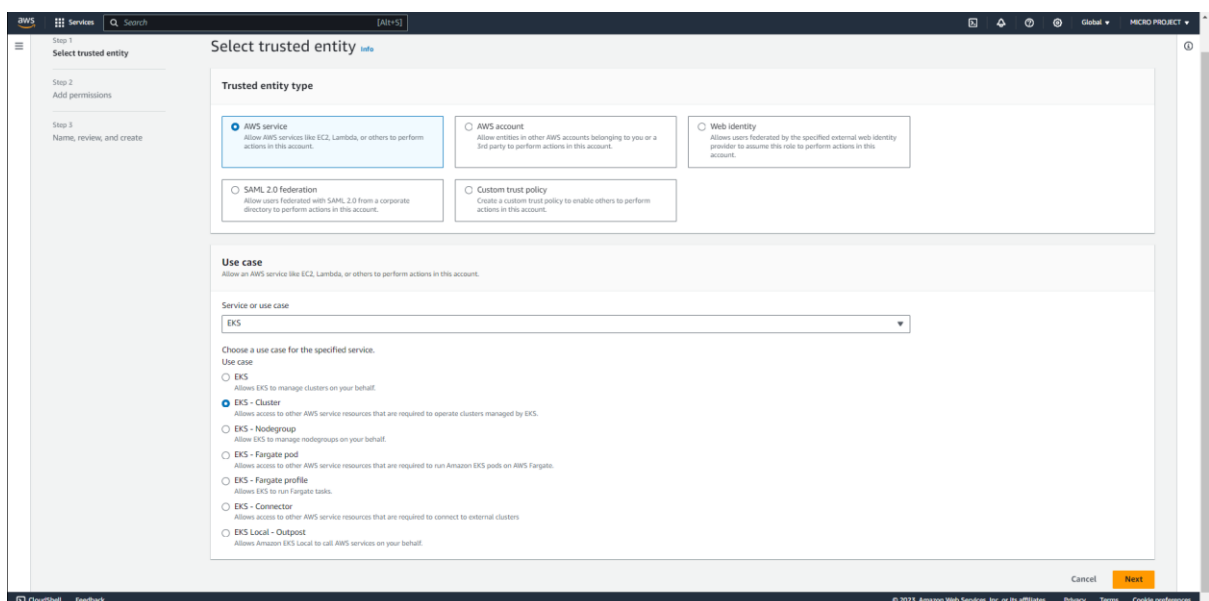 aws
Services
Search
[Alt+S]
Global
MICRO PROJECT
Step 1
Select trusted entity
Step 2
Add permissions
Step 3
Name, review, and create
Select trusted entity Info
Trusted entity type
AWS service
Allow AWS services like EC2, Lambda, or others to perform
actions in this account.
AWS account
Allow entities in other AWS accounts belonging to you or a
3rd party to perform actions in this account.
Web identity
Allows users federated by the specified external web identity
provider to assume this role to perform actions in this
account.
SAML 2.0 federation
Allow users federated with SAML 2.0 from a corporate
directory to perform actions in this account.
Custom trust policy
Create a custom trust policy to enable others to perform
actions in this account.
Use case
Allow an AWS service like EC2, Lambda, or others to perform actions in this account.
Service or use case
EKS
Choose a use case for the specified service.
Use case
EKS
Allows EKS to manage clusters on your behalf.
EKS - Cluster
Allows access to other AWS service resources that are required to operate clusters managed by EKS.
EKS - Nodegroup
Allow EKS to manage nodegroups on your behalf.
EKS - Fargate pod
Allows access to other AWS service resources that are required to run Amazon EKS pods on AWS Fargate.
EKS - Fargate profile
Allows EKS to run Fargate tasks.
EKS - Connector
Allows access to other AWS service resources that are required to connect to external clusters
EKS Local - Outpost
Allows Amazon EKS Local to call AWS services on your behalf.
Cancel
Next
CloudShell
Feedback
© 2023, Amazon Web Services, Inc. or its affiliates.
Privacy
Terms
Cookie preferences